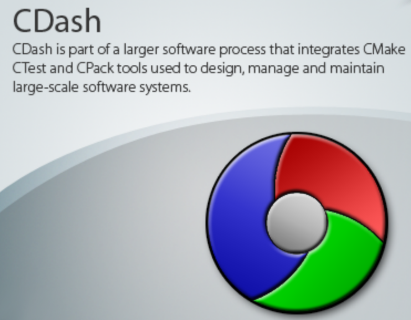 CDash
CDash is part of a larger software process that integrates CMake
CTest and CPack tools used to design, manage and maintain
large-scale software systems.